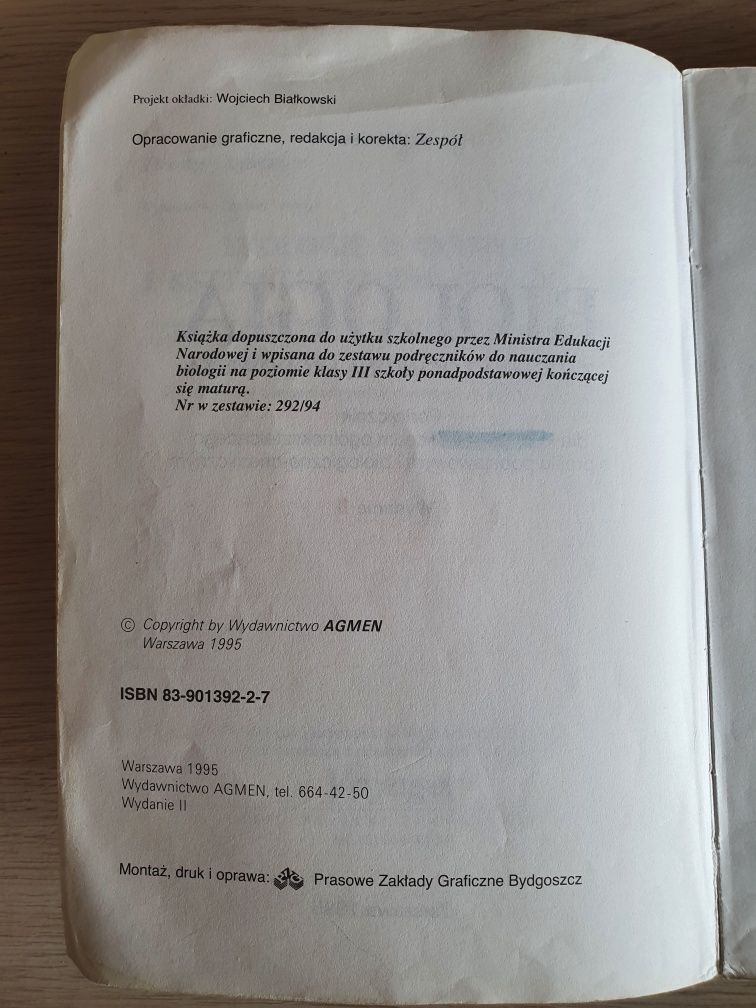 Projekt okładki: Wojciech Białkowski
Opracowanie graficzne, redakcja i korekta: Zespół
Książka dopuszczona do użytku szkolnego przez Ministra Edukacji
Narodowej i wpisana do zestawu podręczników do nauczania
biologii na poziomie klasy III szkoły ponadpodstawowej kończącej
się maturą.
Nr w zestawie: 292/94
© Copyright by Wydawnictwo AGMEN
Warszawa 1995
ISBN 83-901392-2-7
Warszawa 1995
Wydawnictwo AGMEN, tel. 664-42-50
Wydanie II
Montaż, druk i oprawa: Prasowe Zakłady Graficzne Bydgoszcz